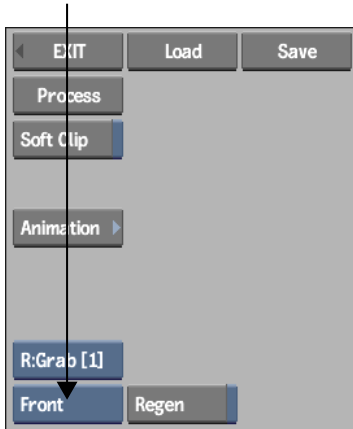 EXIT Load Save
Process
Soft Clip
Animation
R:Grab [1]
Front Regen